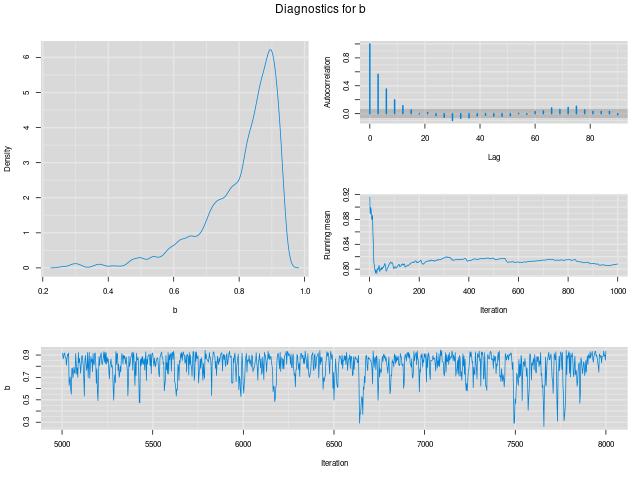 Diagnostics for b
Density
0 1 2 3 4 5 6
0.2 0.4 0.6 0.8 1.0
b
Autocorrelation
0.0 0.4 0.8
0 20 40 60 80
Lag
Running mean
0.80 0.84 0.88 0.92
0 200 400 600 800 1000
Iteration
b
0.3 0.5 0.7 0.9
5000 5500 6000 6500 7000 7500 8000
Iteration